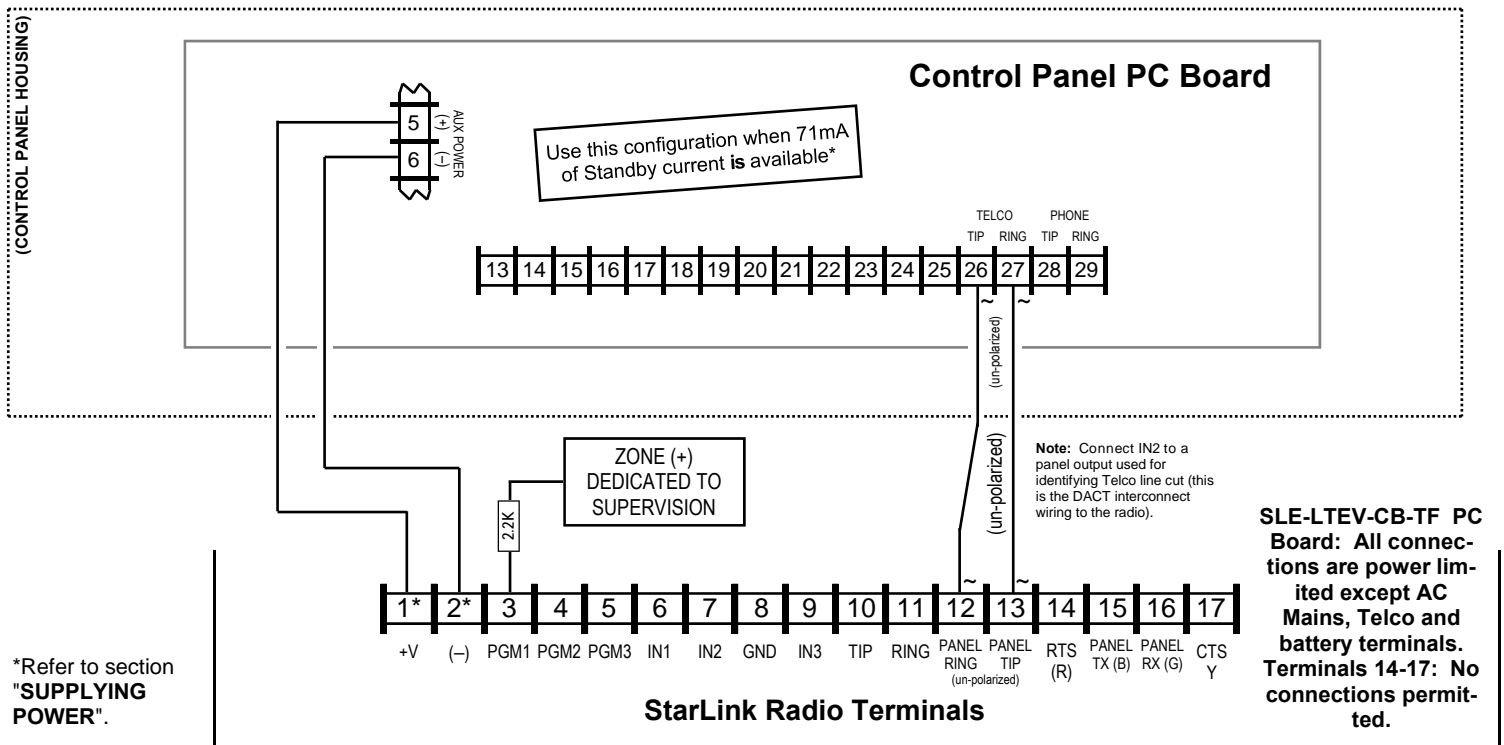 (CONTROL PANEL HOUSING)
Control Panel PC Board
5
(+)
6
(–)
AUX POWER
Use this configuration when 71mA
of Standby current is available*
TELCO PHONE
TIP RING TIP RING
13 14 15 16 17 18 19 20 21 22 23 24 25 26 27 28 29
~ ~
(un-polarized)
(un-polarized)
ZONE (+)
DEDICATED TO
SUPERVISION
2.2K
Note: Connect IN2 to a
panel output used for
identifying Telco line cut (this
is the DACT interconnect
wiring to the radio).
SLE-LTEV-CB-TF PC
Board: All connec-
tions are power lim-
ited except AC
Mains, Telco and
battery terminals.
Terminals 14-17: No
connections permit-
ted.
~ ~
1* 2* 3 4 5 6 7 8 9 10 11 12 13 14 15 16 17
+V (–) PGM1 PGM2 PGM3 IN1 IN2 GND IN3 TIP RING PANEL PANEL RTS PANEL PANEL CTS
RING TIP (R) TX (B) RX (G) Y
(un-polarized)
*Refer to section
"SUPPLYING
POWER".
StarLink Radio Terminals